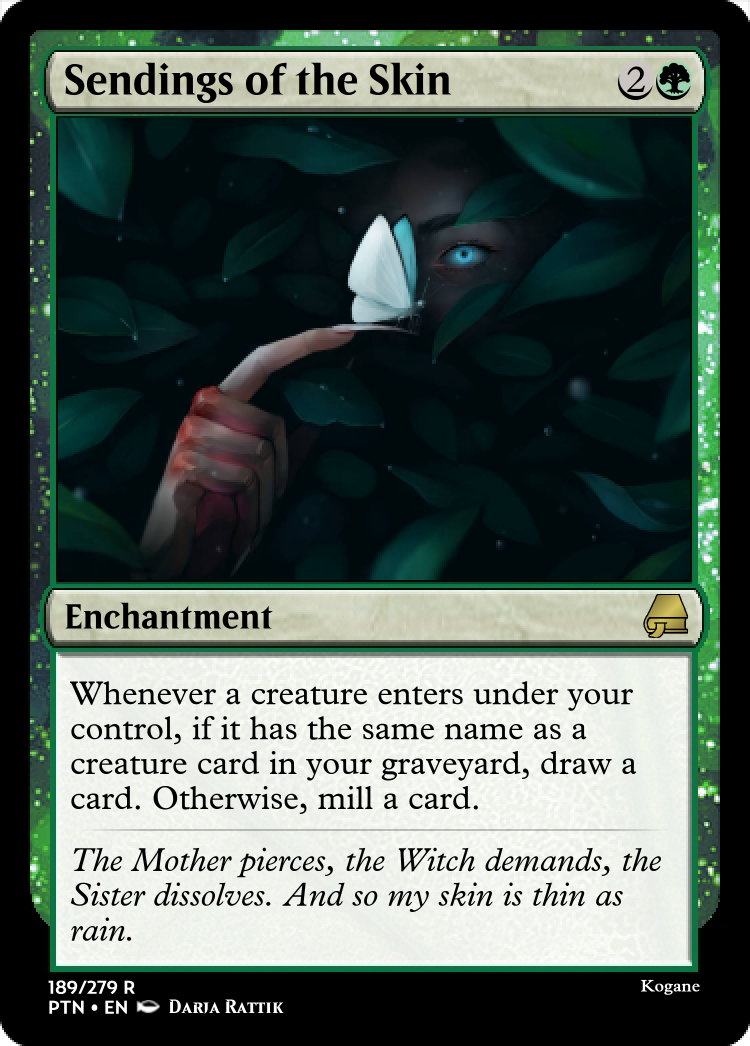 Sendings of the Skin 2
Enchantment
Whenever a creature enters under your
control, if it has the same name as a
creature card in your graveyard, draw a
card. Otherwise, mill a card.
The Mother pierces, the Witch demands, the
Sister dissolves. And so my skin is thin as
rain.
189/279 R
Kogane
PTN • EN Darja Rattik